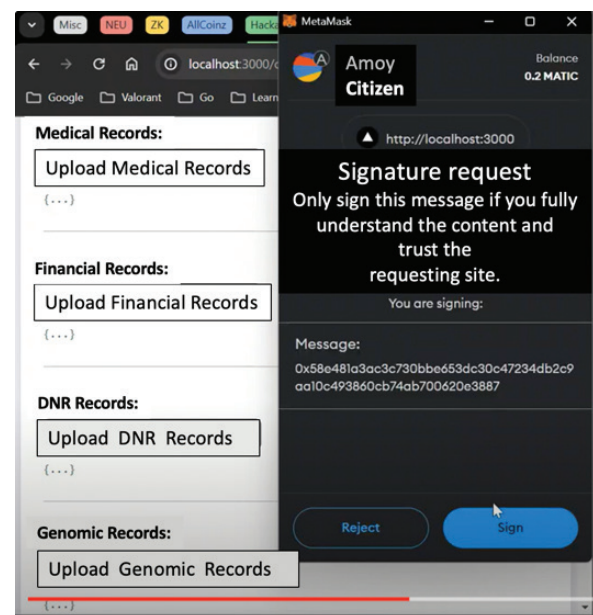 Misc NEU ZK AllCoinz Hacka
localhost:3000/c
Google Valorant Go Learn
Medical Records:
Upload Medical Records
{...}
Financial Records:
Upload Financial Records
{...}
DNR Records:
Upload DNR Records
{...}
Genomic Records:
Upload Genomic Records
{...}
MetaMask
A
Amoy
Citizen
Balance
0.2 MATIC
http://localhost:3000
Signature request
Only sign this message if you fully
understand the content and
trust the
requesting site.
You are signing:
Message:
0x58e481a3ac3c730bbe653dc30c47234db2c9
aa10c493860cb74ab700620e3887
Reject
Sign